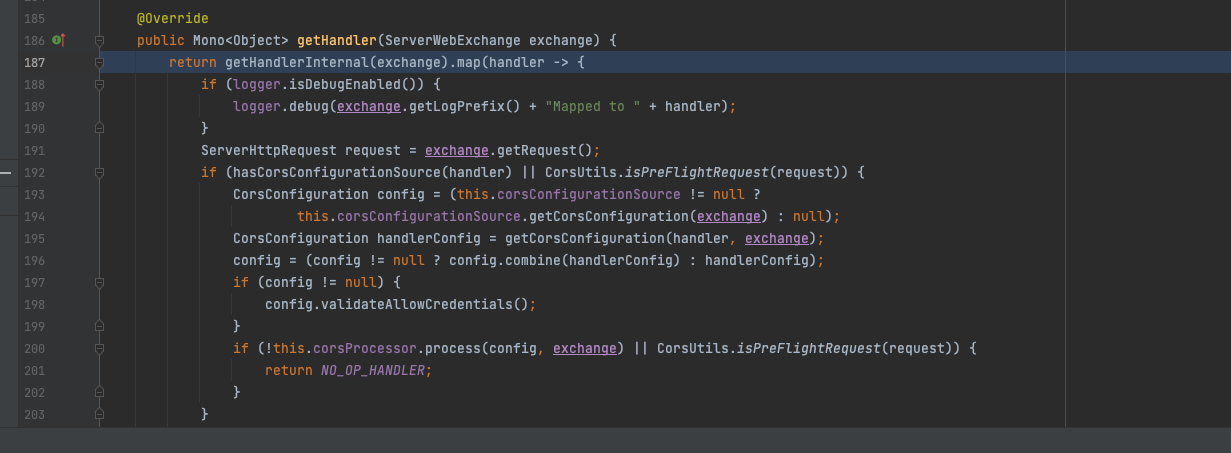 185 @Override
186 public Mono<Object> getHandler(ServerWebExchange exchange) {
187 return getHandlerInternal(exchange).map(handler -> {
188 if (logger.isDebugEnabled()) {
189 logger.debug(exchange.getLogPrefix() + "Mapped to " + handler);
190 }
191 ServerHttpRequest request = exchange.getRequest();
192 if (hasCorsConfigurationSource(handler) || CorsUtils.isPreFlightRequest(request)) {
193 CorsConfiguration config = (this.corsConfigurationSource != null ?
194 this.corsConfigurationSource.getCorsConfiguration(exchange) : null);
195 CorsConfiguration handlerConfig = getCorsConfiguration(handler, exchange);
196 config = (config != null ? config.combine(handlerConfig) : handlerConfig);
197 if (config != null) {
198 config.validateAllowCredentials();
199 }
200 if (!this.corsProcessor.process(config, exchange) || CorsUtils.isPreFlightRequest(request)) {
201 return NO_OP_HANDLER;
202 }
203 }